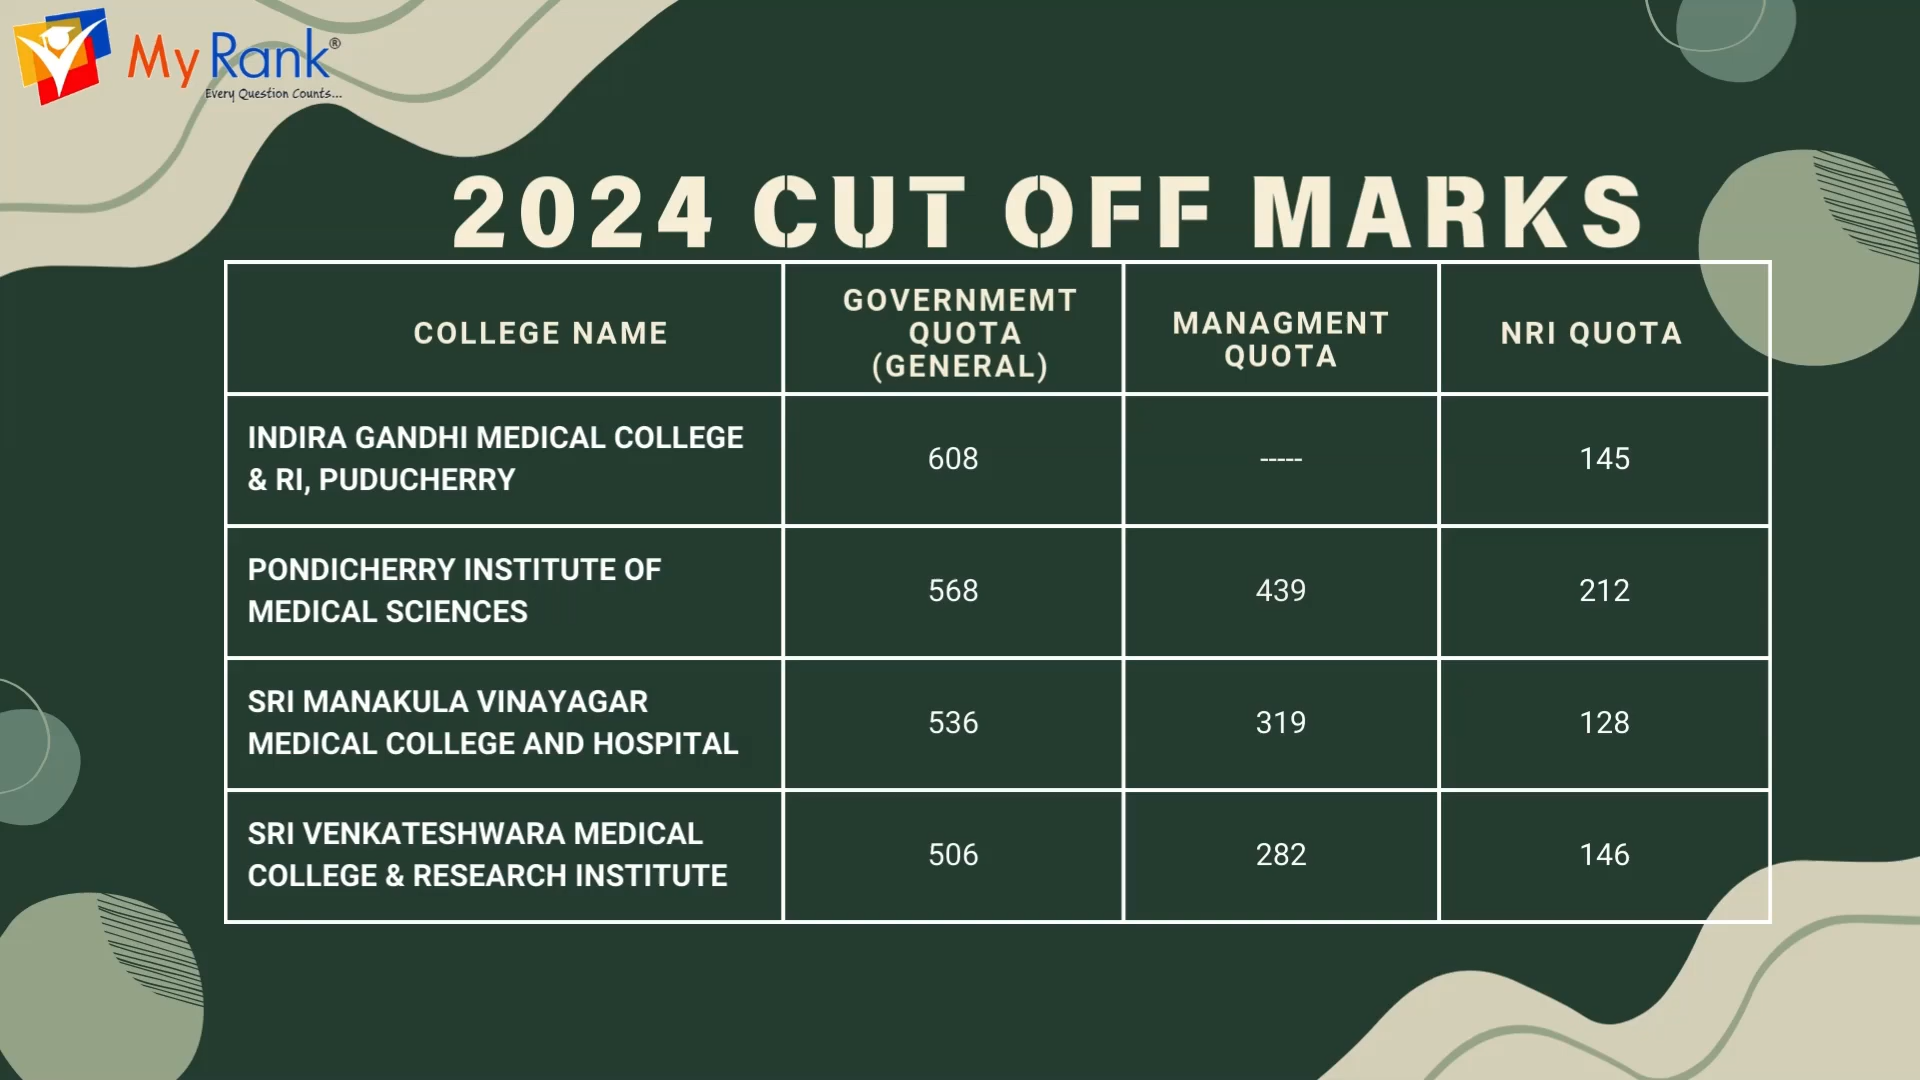 My Rank®
Every Question Counts...
2024 CUT OFF MARKS
COLLEGE NAME
GOVERNMEMT
QUOTA
(GENERAL)
MANAGMENT
QUOTA
NRI QUOTA
INDIRA GANDHI MEDICAL COLLEGE
& RI, PUDUCHERRY
608
-----
145
PONDICHERRY INSTITUTE OF
MEDICAL SCIENCES
568
439
212
SRI MANAKULA VINAYAGAR
MEDICAL COLLEGE AND HOSPITAL
536
319
128
SRI VENKATESHWARA MEDICAL
COLLEGE & RESEARCH INSTITUTE
506
282
146